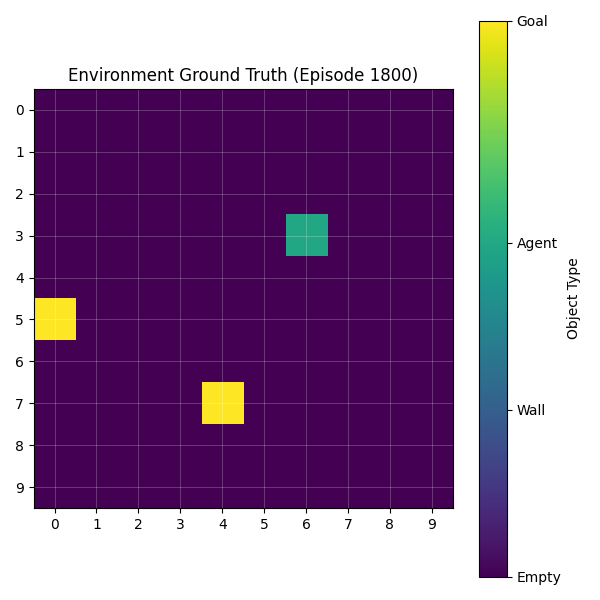 Environment Ground Truth (Episode 1800)
0
1
2
3
4
5
6
7
8
9
0 1 2 3 4 5 6 7 8 9
Goal
Agent
Wall
Empty
Object Type